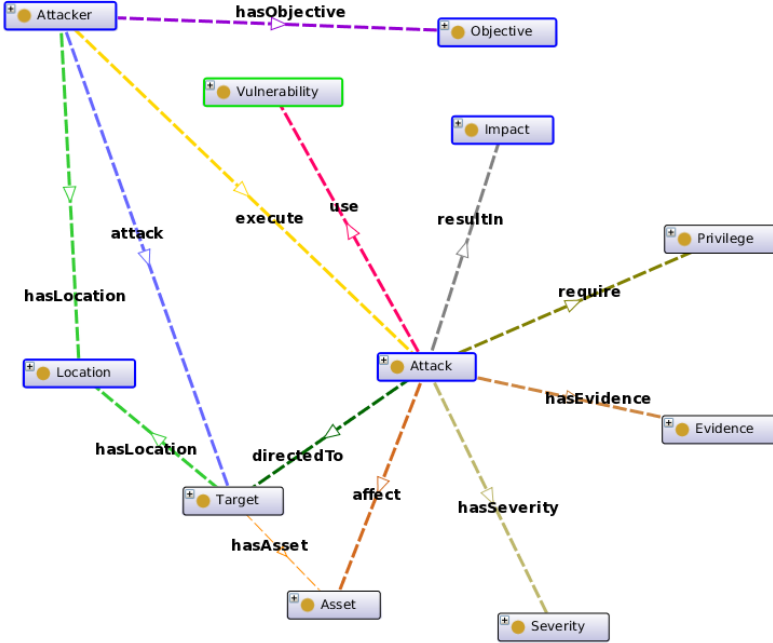 Attacker
hasObjective
Objective
Vulnerability
Impact
execute
use
resultIn
attack
Privilege
require
hasLocation
Location
Attack
hasEvidence
Evidence
hasLocation
directedTo
affect
hasSeverity
Target
hasAsset
Asset
Severity